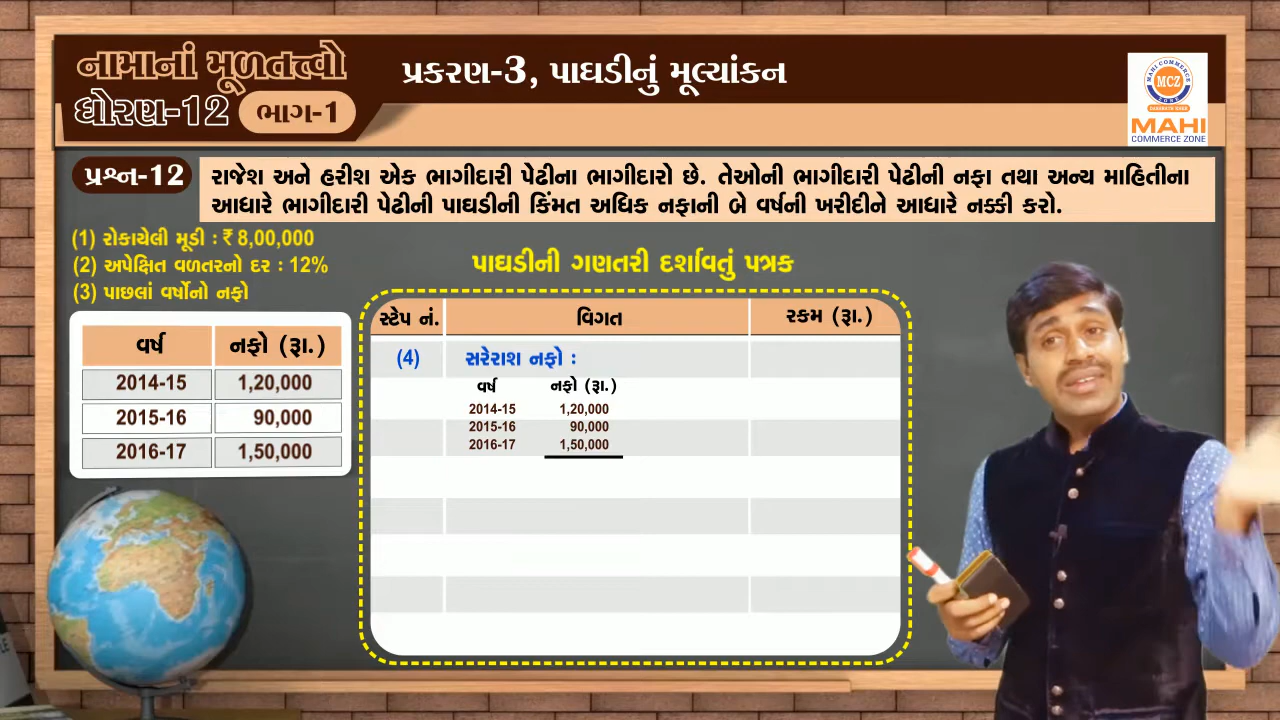 નામાનાં મૂળતત્ત્વો
ધોરણ-12 ભાગ-1
પ્રકરણ-3, પાઘડીનું મૂલ્યાંકન
MAHI COMMERCE ZONE
MCZ
MAHI
COMMERCE ZONE
પ્રશ્ન-12
રાજેશ અને હરીશ એક ભાગીદારી પેઢીના ભાગીદારો છે. તેઓની ભાગીદારી પેઢીની નફા તથા અન્ય માહિતીના
આધારે ભાગીદારી પેઢીની પાઘડીની કિંમત અધિક નફાની બે વર્ષની ખરીદીને આધારે નક્કી કરો.
(1) રોકાયેલી મૂડી : ₹ 8,00,000
(2) અપેક્ષિત વળતરનો દર : 12%
(3) પાછલાં વર્ષોનો નફો
વર્ષ નફો (રૂા.)
2014-15 1,20,000
2015-16 90,000
2016-17 1,50,000
પાઘડીની ગણતરી દર્શાવતું પત્રક
સ્ટેપ નં. વિગત રકમ (રૂા.)
(4) સરેરાશ નફો :
વર્ષ નફો (રૂા.)
2014-15 1,20,000
2015-16 90,000
2016-17 1,50,000